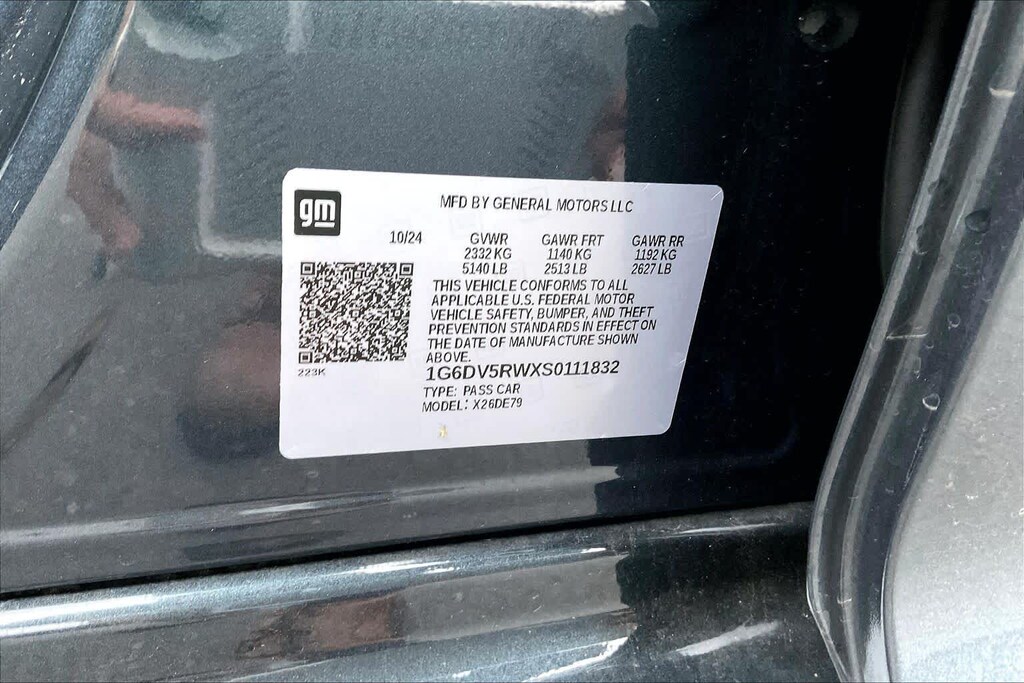 gm
MFD BY GENERAL MOTORS LLC
10/24 GVWR GAWR FRT GAWR RR
2332 KG 1140 KG 1192 KG
5140 LB 2513 LB 2627 LB
THIS VEHICLE CONFORMS TO ALL
APPLICABLE U.S. FEDERAL MOTOR
VEHICLE SAFETY, BUMPER, AND THEFT
PREVENTION STANDARDS IN EFFECT ON
THE DATE OF MANUFACTURE SHOWN
ABOVE.
223K
1G6DV5RWXS0111832
TYPE: PASS CAR
MODEL: X26DE79